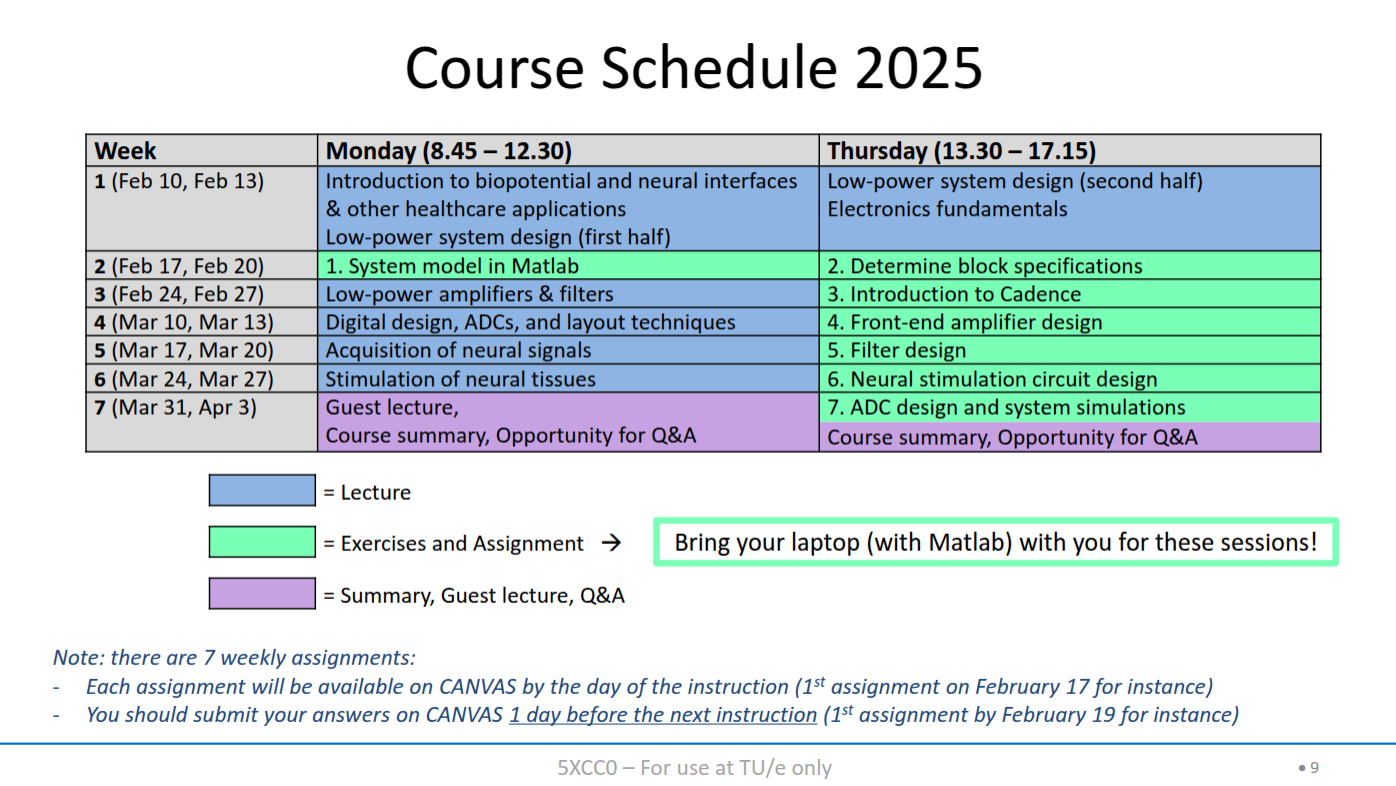 Course Schedule 2025
Week
Monday (8.45 – 12.30)
Thursday (13.30 – 17.15)
1 (Feb 10, Feb 13)
Introduction to biopotential and neural interfaces
& other healthcare applications
Low-power system design (first half)
Low-power system design (second half)
Electronics fundamentals
2 (Feb 17, Feb 20)
1. System model in Matlab
2. Determine block specifications
3 (Feb 24, Feb 27)
Low-power amplifiers & filters
3. Introduction to Cadence
4 (Mar 10, Mar 13)
Digital design, ADCs, and layout techniques
4. Front-end amplifier design
5 (Mar 17, Mar 20)
Acquisition of neural signals
5. Filter design
6 (Mar 24, Mar 27)
Stimulation of neural tissues
6. Neural stimulation circuit design
7 (Mar 31, Apr 3)
Guest lecture,
Course summary, Opportunity for Q&A
7. ADC design and system simulations
Course summary, Opportunity for Q&A
= Lecture
= Exercises and Assignment →
Bring your laptop (with Matlab) with you for these sessions!
= Summary, Guest lecture, Q&A
Note: there are 7 weekly assignments:
- Each assignment will be available on CANVAS by the day of the instruction (1st assignment on February 17 for instance)
- You should submit your answers on CANVAS 1 day before the next instruction (1st assignment by February 19 for instance)
5XCC0 – For use at TU/e only
• 9